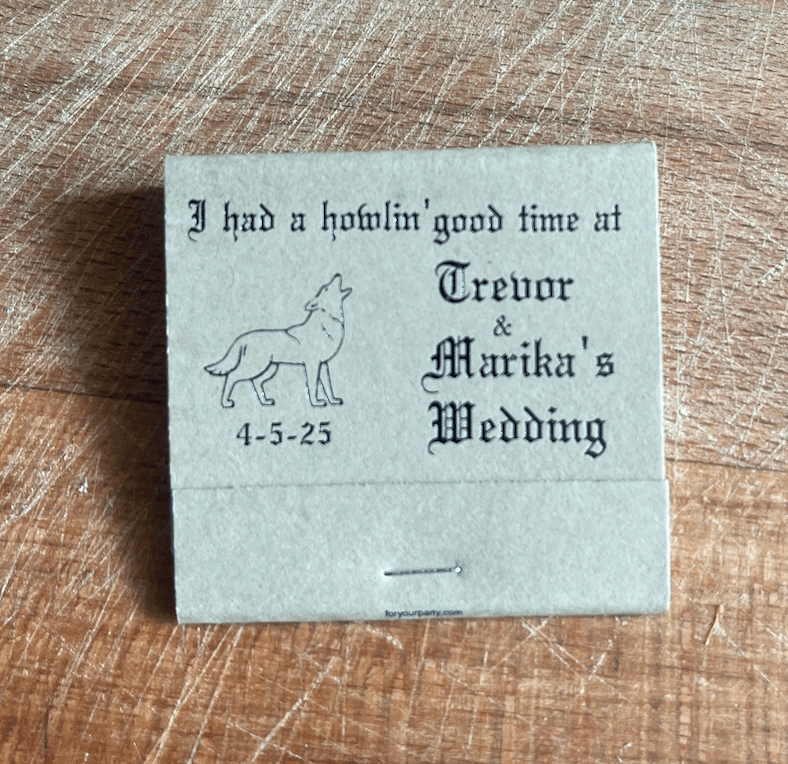 I had a howlin' good time at
Trevor
&
Marika's
Wedding
4-5-25
foryourparty.com